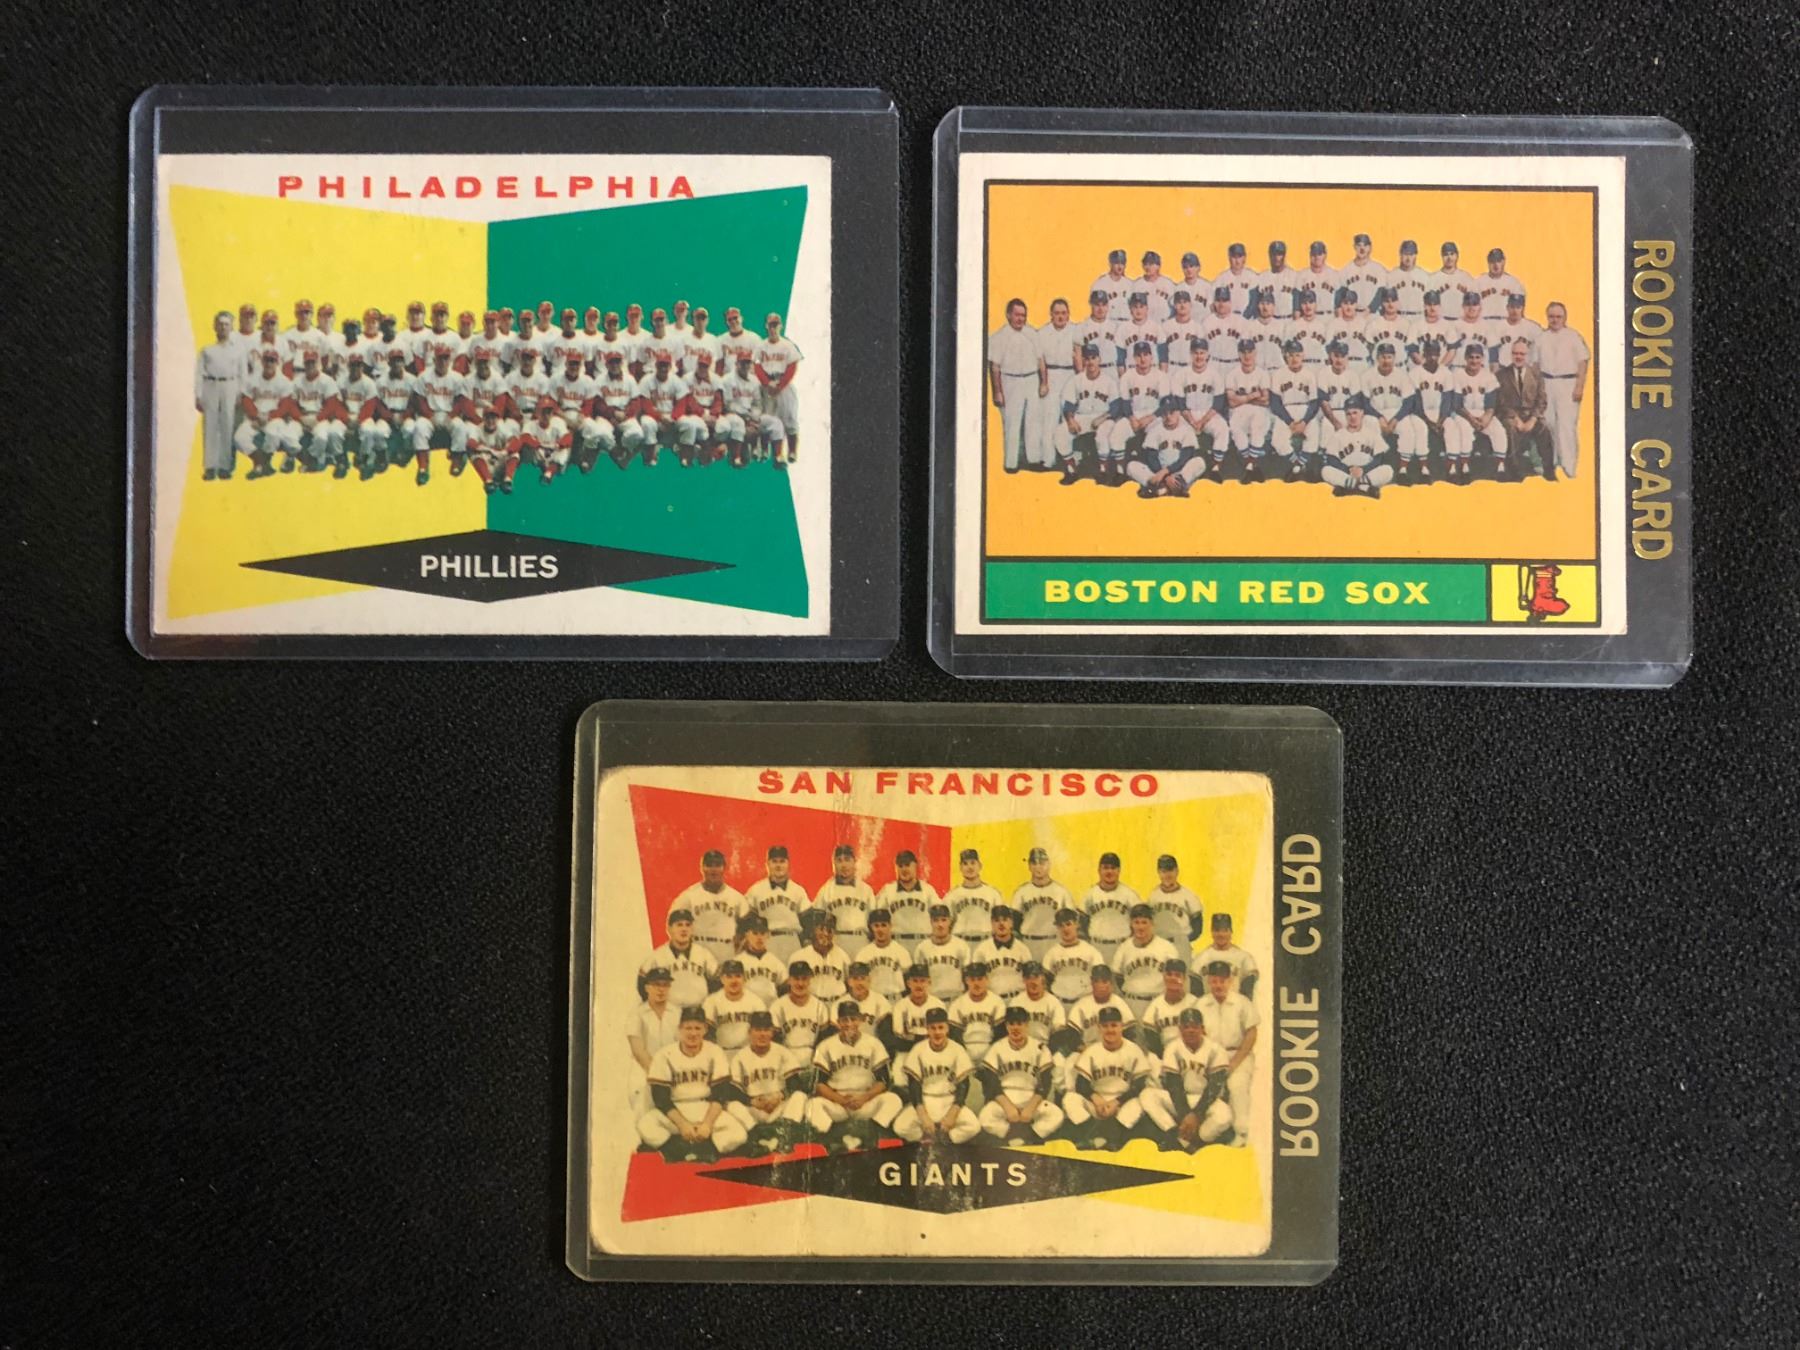 PHILADELPHIA
PHILLIES
BOSTON RED SOX
ROOKIE CARD
SAN FRANCISCO
GIANTS
ROOKIE CARD